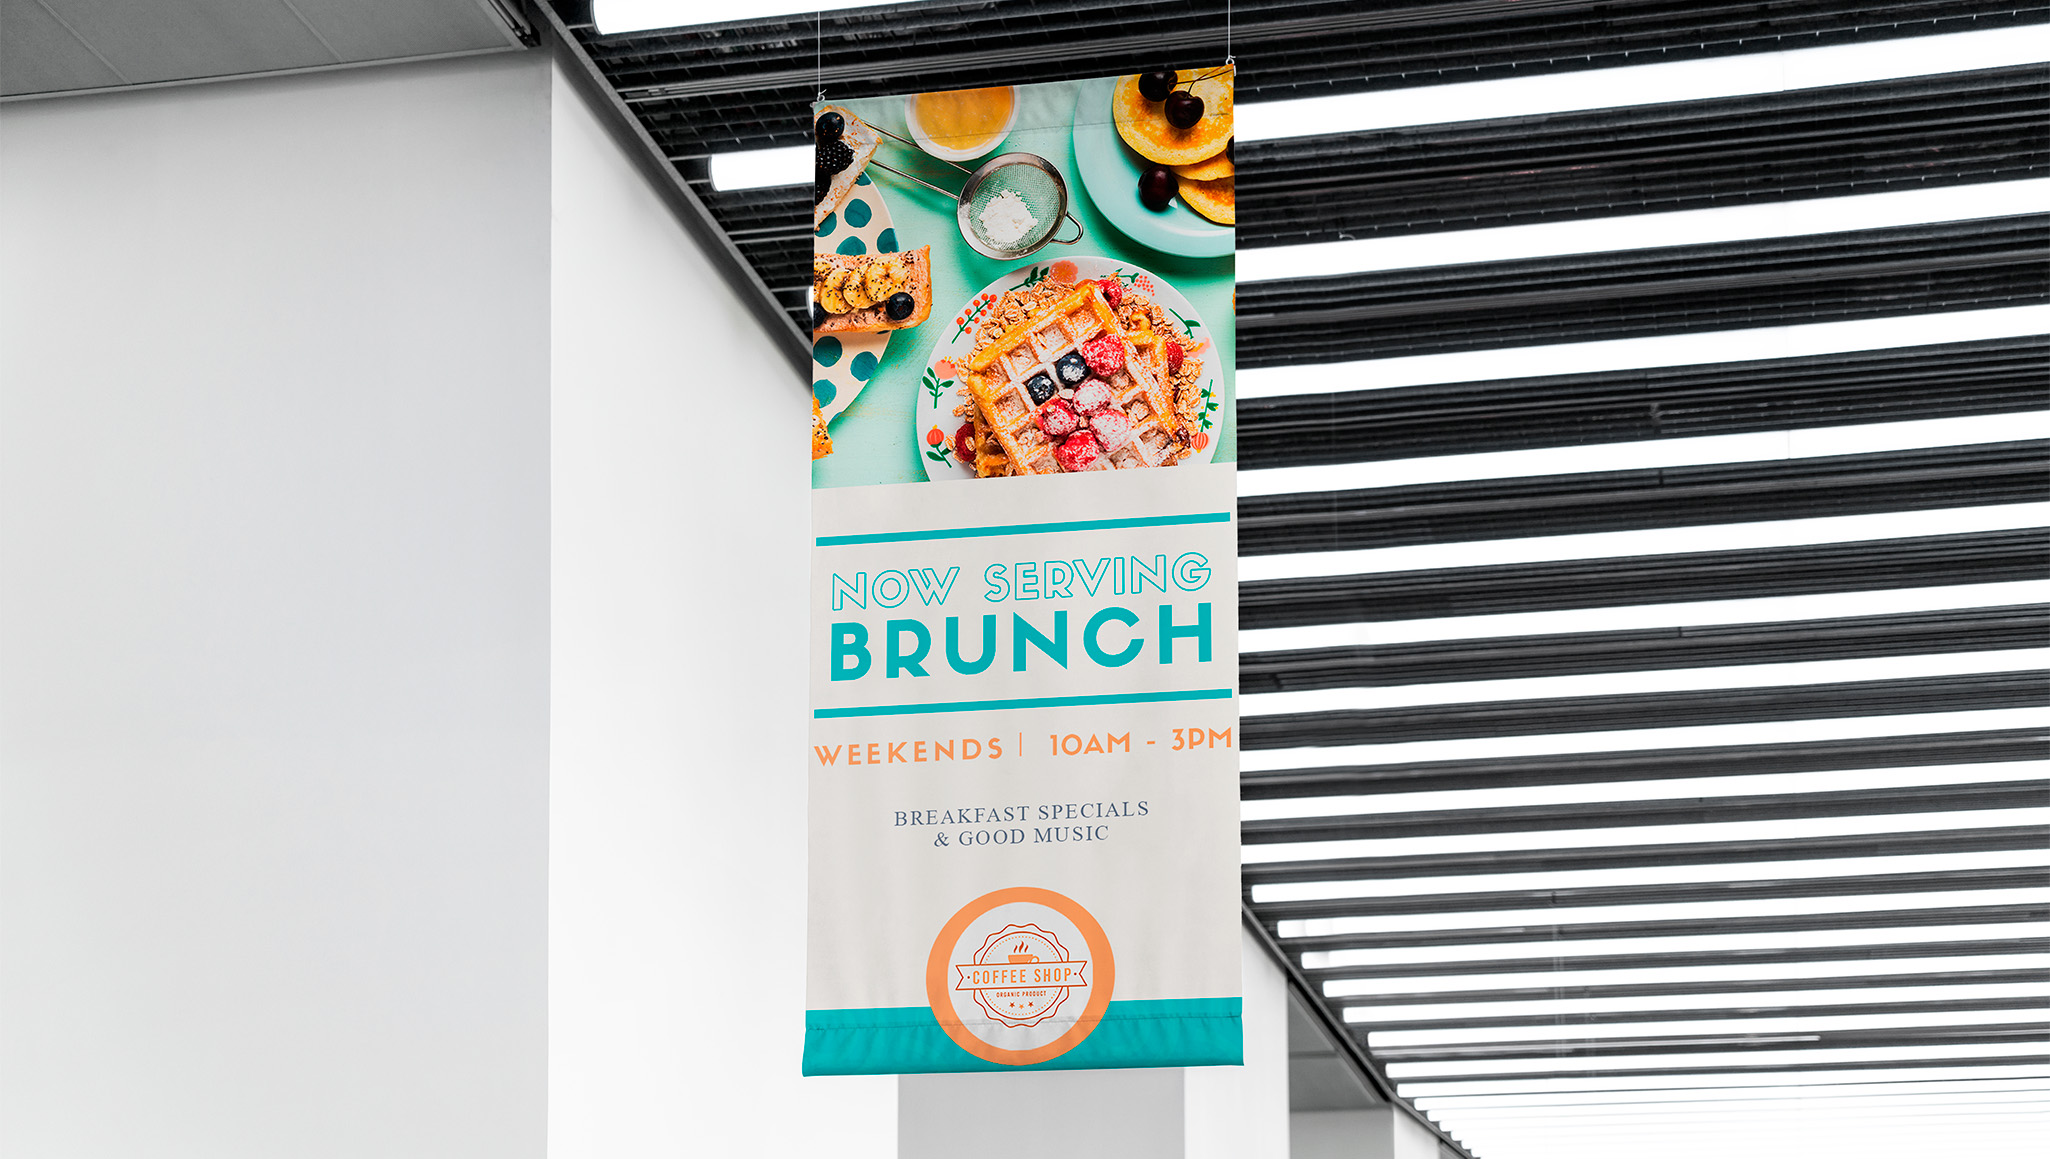 NOW SERVING
BRUNCH
WEEKENDS | 10AM - 3PM
BREAKFAST SPECIALS
& GOOD MUSIC
·COFFEE SHOP·
ORGANIC PRODUCT